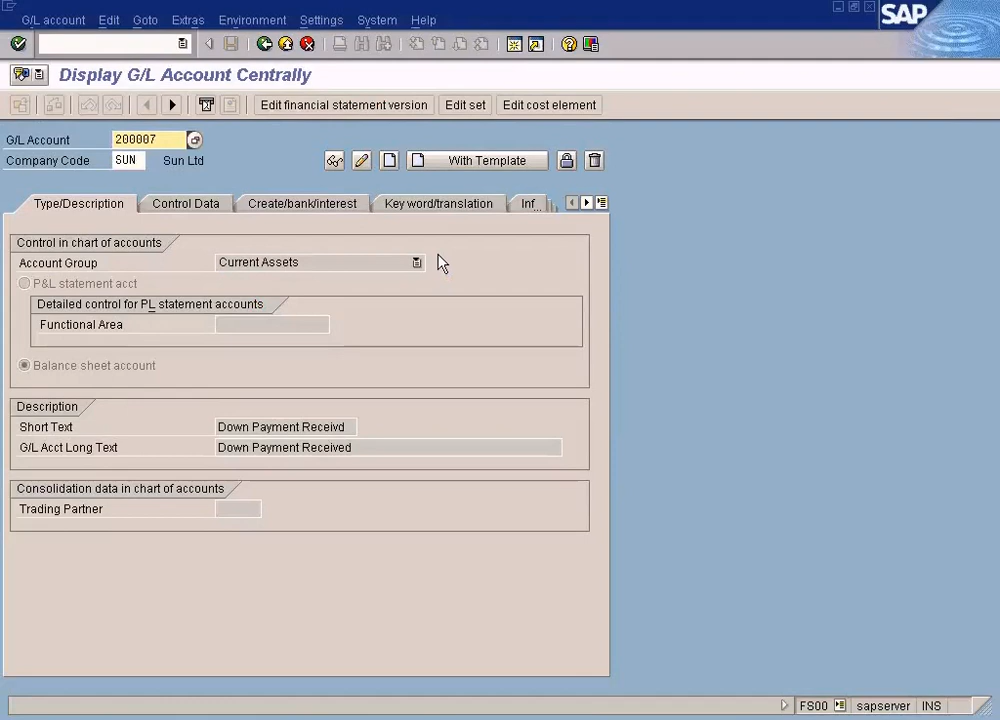 G/L account Edit Goto Extras Environment Settings System Help
SAP
Display G/L Account Centrally
Edit financial statement version Edit set Edit cost element
G/L Account 200007
Company Code SUN Sun Ltd With Template
Type/Description Control Data Create/bank/interest Key word/translation Inf...
Control in chart of accounts
Account Group Current Assets
P&L statement acct
Detailed control for PL statement accounts
Functional Area
Balance sheet account
Description
Short Text Down Payment Receivd
G/L Acct Long Text Down Payment Received
Consolidation data in chart of accounts
Trading Partner
FS00 sapserver INS